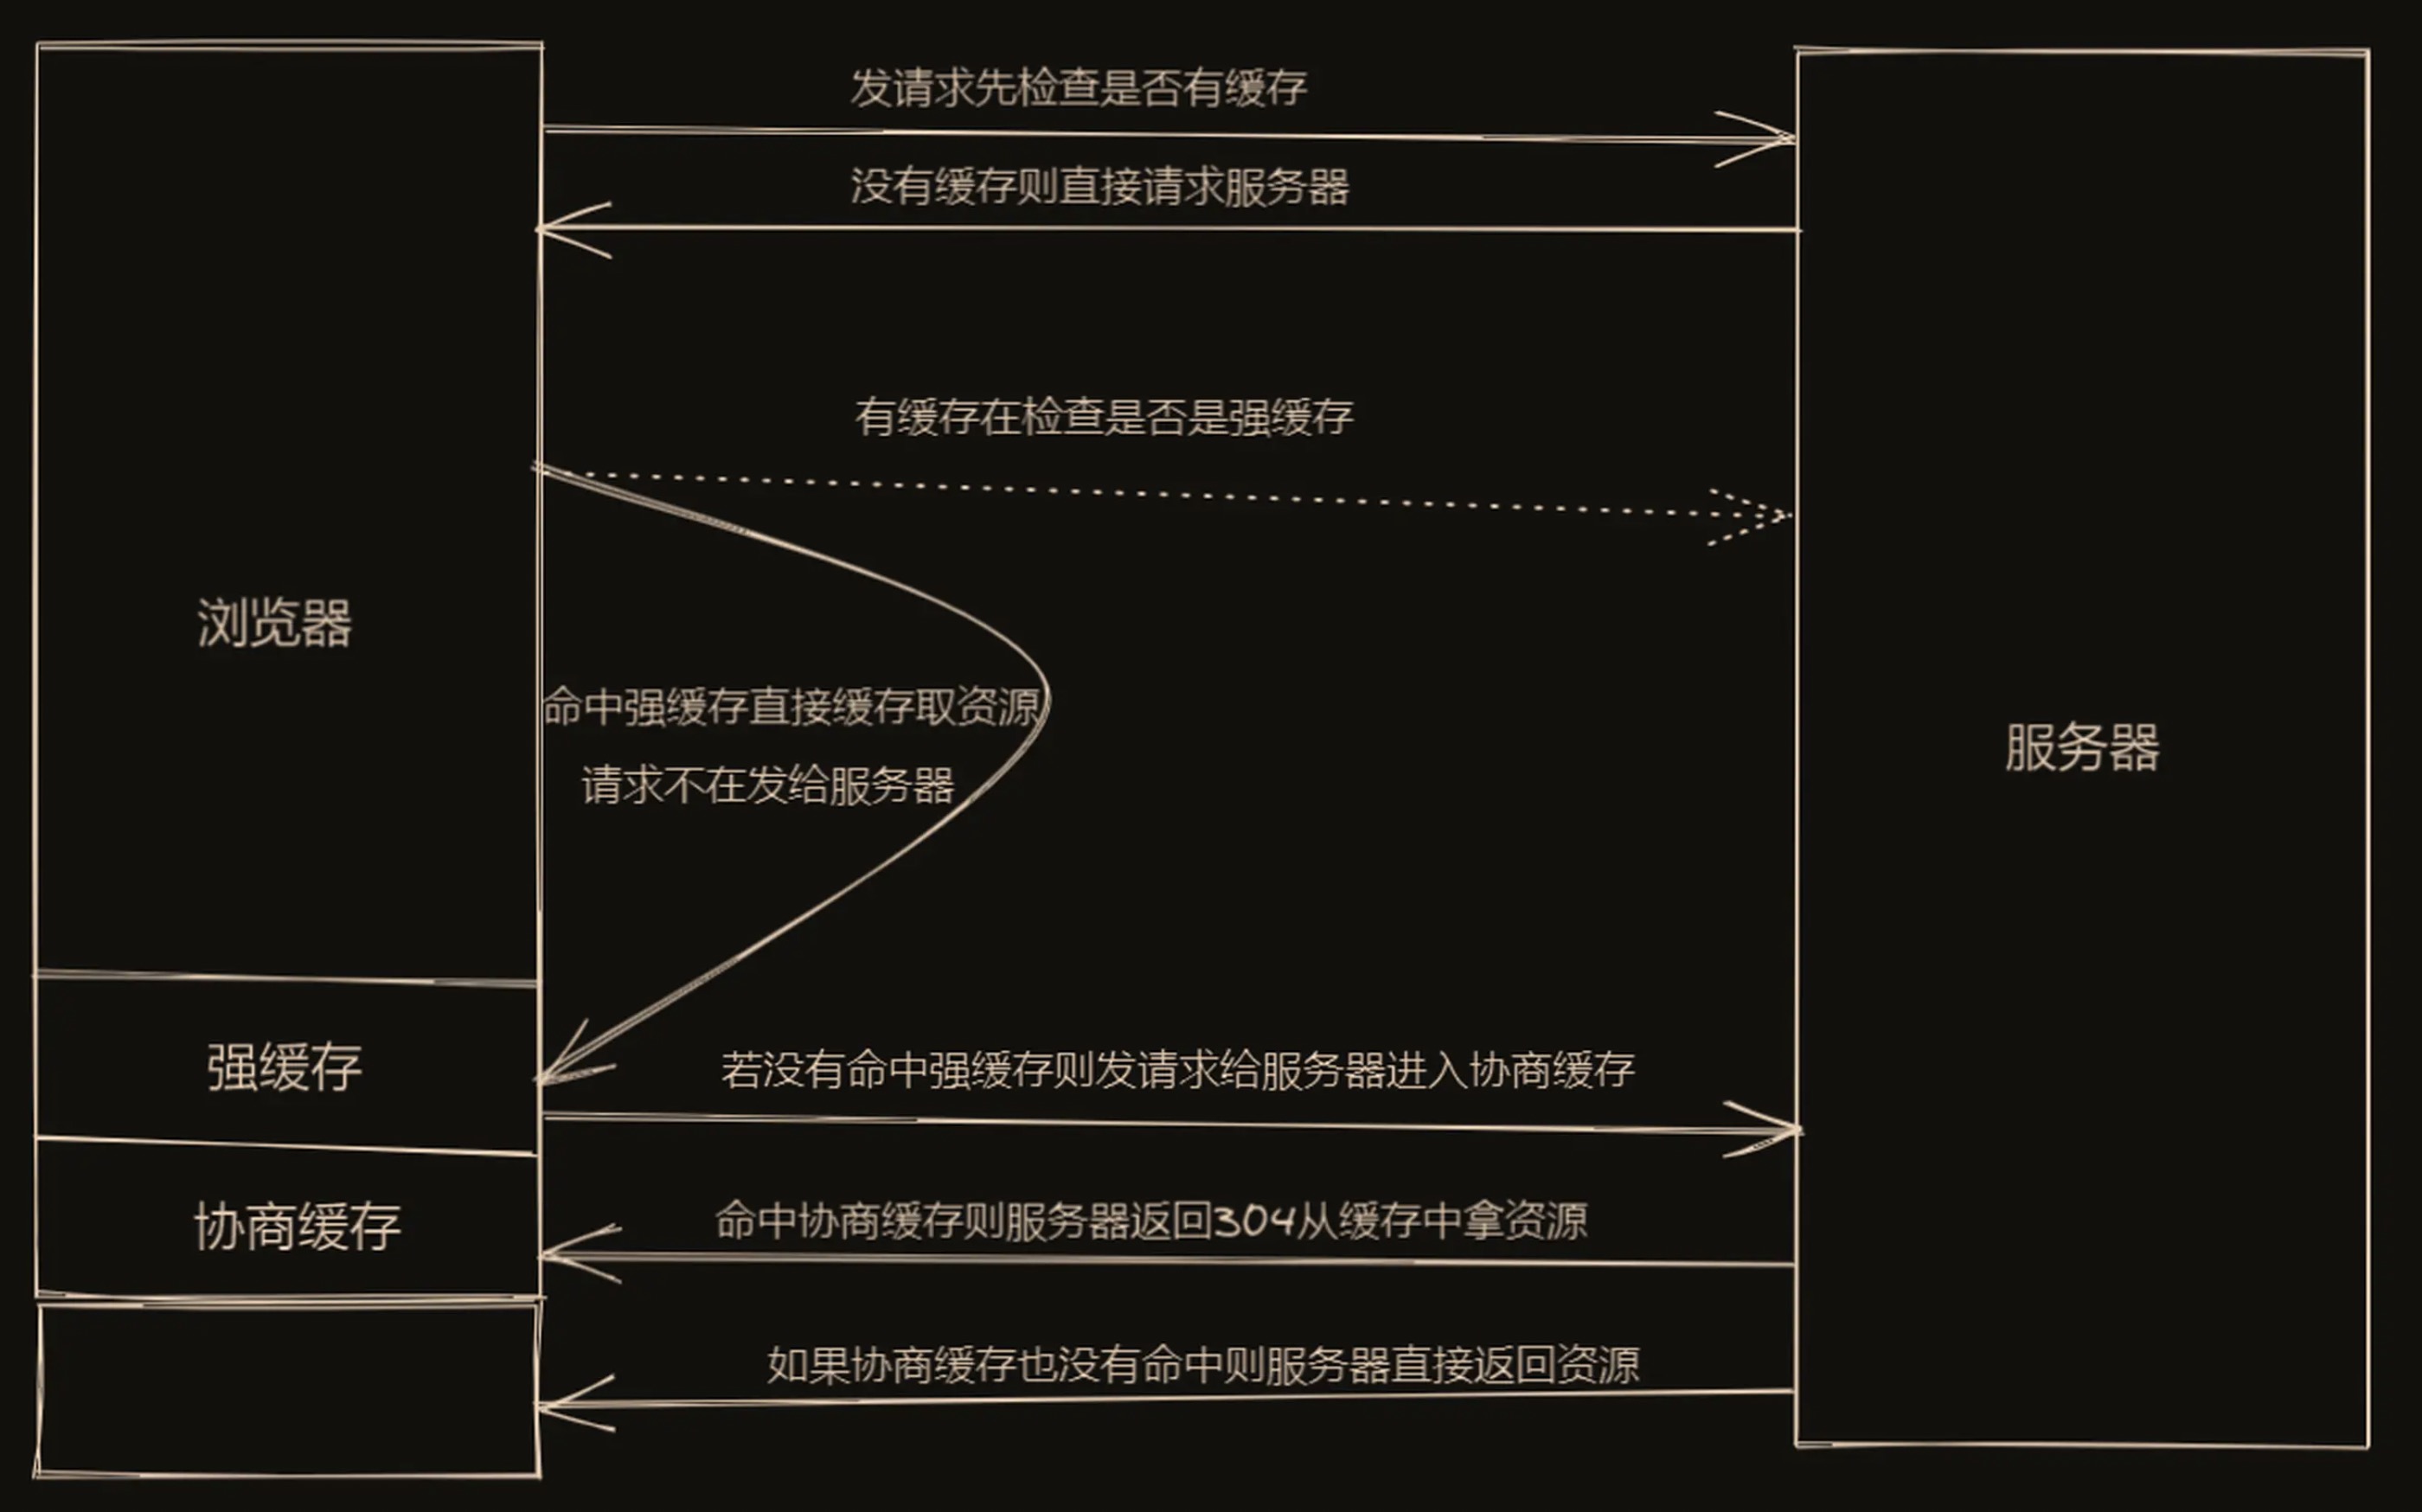 发请求先检查是否有缓存
没有缓存则直接请求服务器
有缓存在检查是否是强缓存
浏览器
命中强缓存直接缓存取资源
请求不在发给服务器
服务器
强缓存
若没有命中强缓存则发请求给服务器进入协商缓存
协商缓存
命中协商缓存则服务器返回304从缓存中拿资源
如果协商缓存也没有命中则服务器直接返回资源